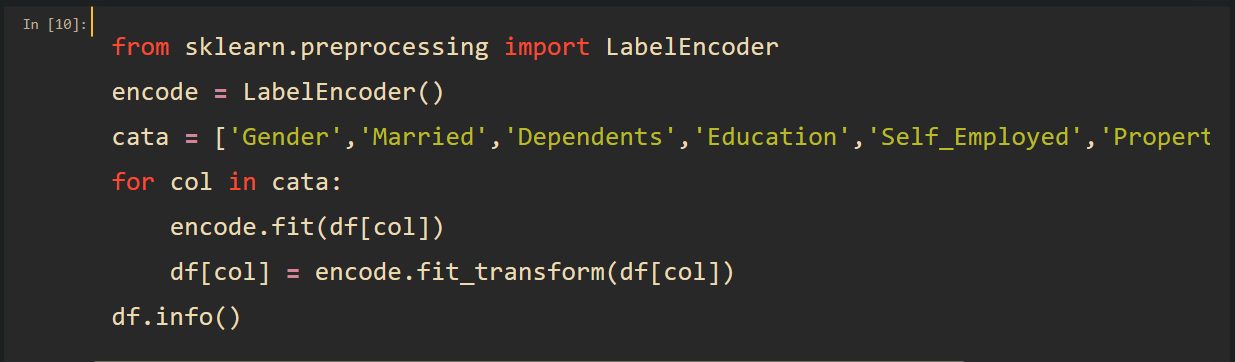 In [10]:
from sklearn.preprocessing import LabelEncoder
encode = LabelEncoder()
cata = ['Gender','Married','Dependents','Education','Self_Employed','Propert
for col in cata:
    encode.fit(df[col])
    df[col] = encode.fit_transform(df[col])
df.info()